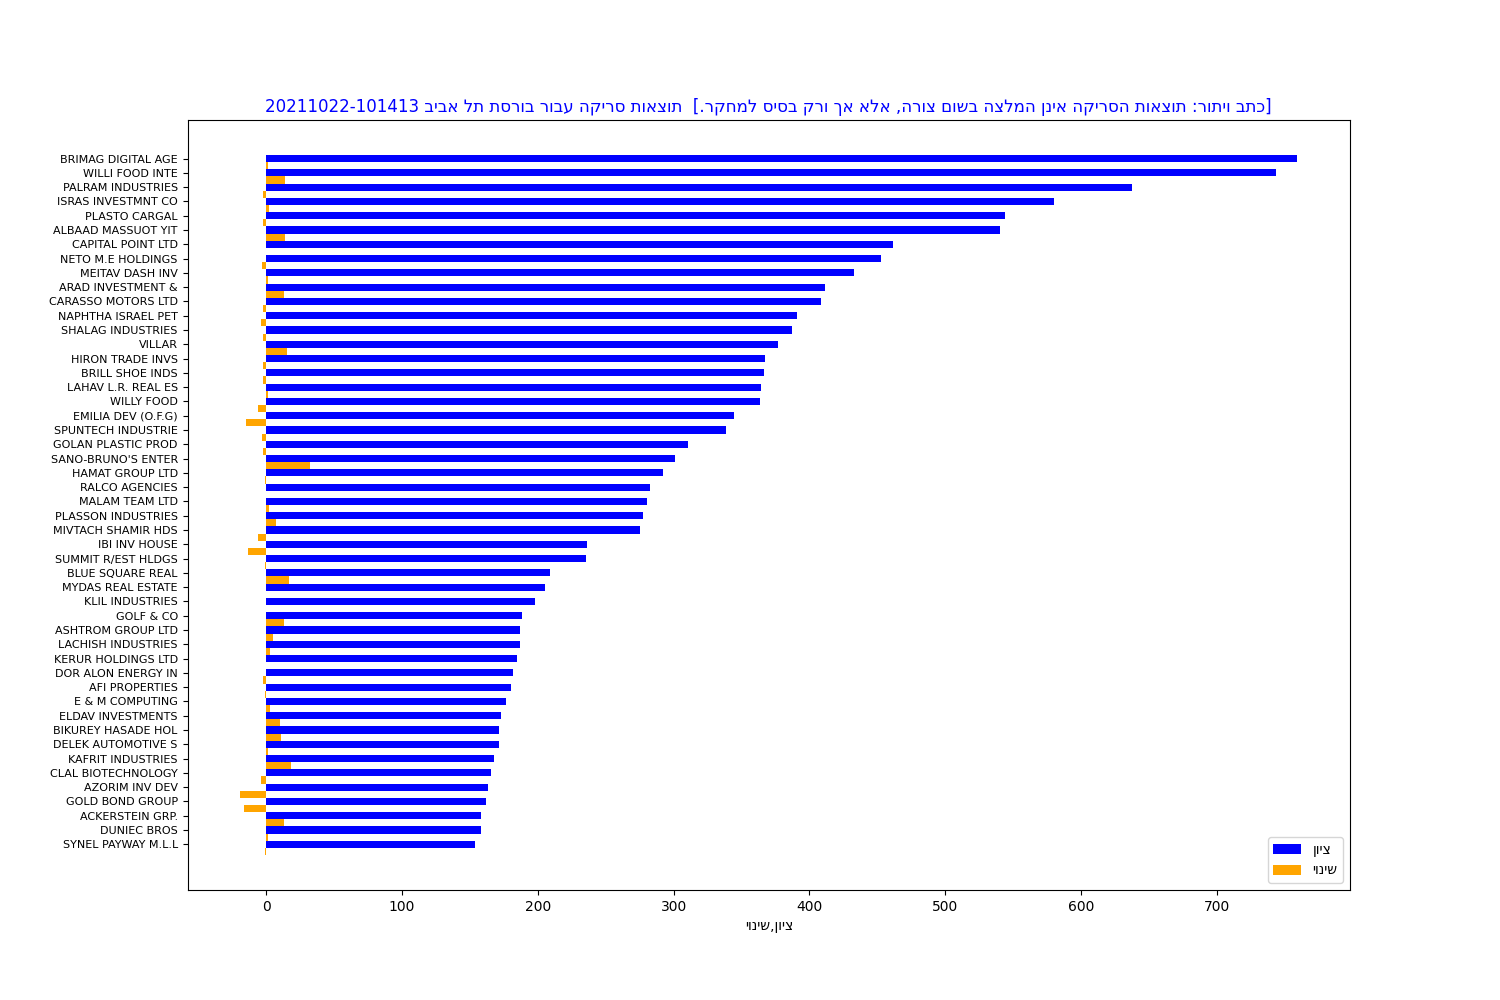 [כתב ויתור: תוצאות הסריקה אינן המלצה בשום צורה, אלא אך ורק בסיס למחקר.]  תוצאות סריקה עבור בורסת תל אביב 20211022-101413
BRIMAG DIGITAL AGE
WILLI FOOD INTE
PALRAM INDUSTRIES
ISRAS INVESTMNT CO
PLASTO CARGAL
ALBAAD MASSUOT YIT
CAPITAL POINT LTD
NETO M.E HOLDINGS
MEITAV DASH INV
ARAD INVESTMENT &
CARASSO MOTORS LTD
NAPHTHA ISRAEL PET
SHALAG INDUSTRIES
VILLAR
HIRON TRADE INVS
BRILL SHOE INDS
LAHAV L.R. REAL ES
WILLY FOOD
EMILIA DEV (O.F.G)
SPUNTECH INDUSTRIE
GOLAN PLASTIC PROD
SANO-BRUNO'S ENTER
HAMAT GROUP LTD
RALCO AGENCIES
MALAM TEAM LTD
PLASSON INDUSTRIES
MIVTACH SHAMIR HDS
IBI INV HOUSE
SUMMIT R/EST HLDGS
BLUE SQUARE REAL
MYDAS REAL ESTATE
KLIL INDUSTRIES
GOLF & CO
ASHTROM GROUP LTD
LACHISH INDUSTRIES
KERUR HOLDINGS LTD
DOR ALON ENERGY IN
AFI PROPERTIES
E & M COMPUTING
ELDAV INVESTMENTS
BIKUREY HASADE HOL
DELEK AUTOMOTIVE S
KAFRIT INDUSTRIES
CLAL BIOTECHNOLOGY
AZORIM INV DEV
GOLD BOND GROUP
ACKERSTEIN GRP.
DUNIEC BROS
SYNEL PAYWAY M.L.L
ציון
שינוי
0 100 200 300 400 500 600 700
ציון,שינוי